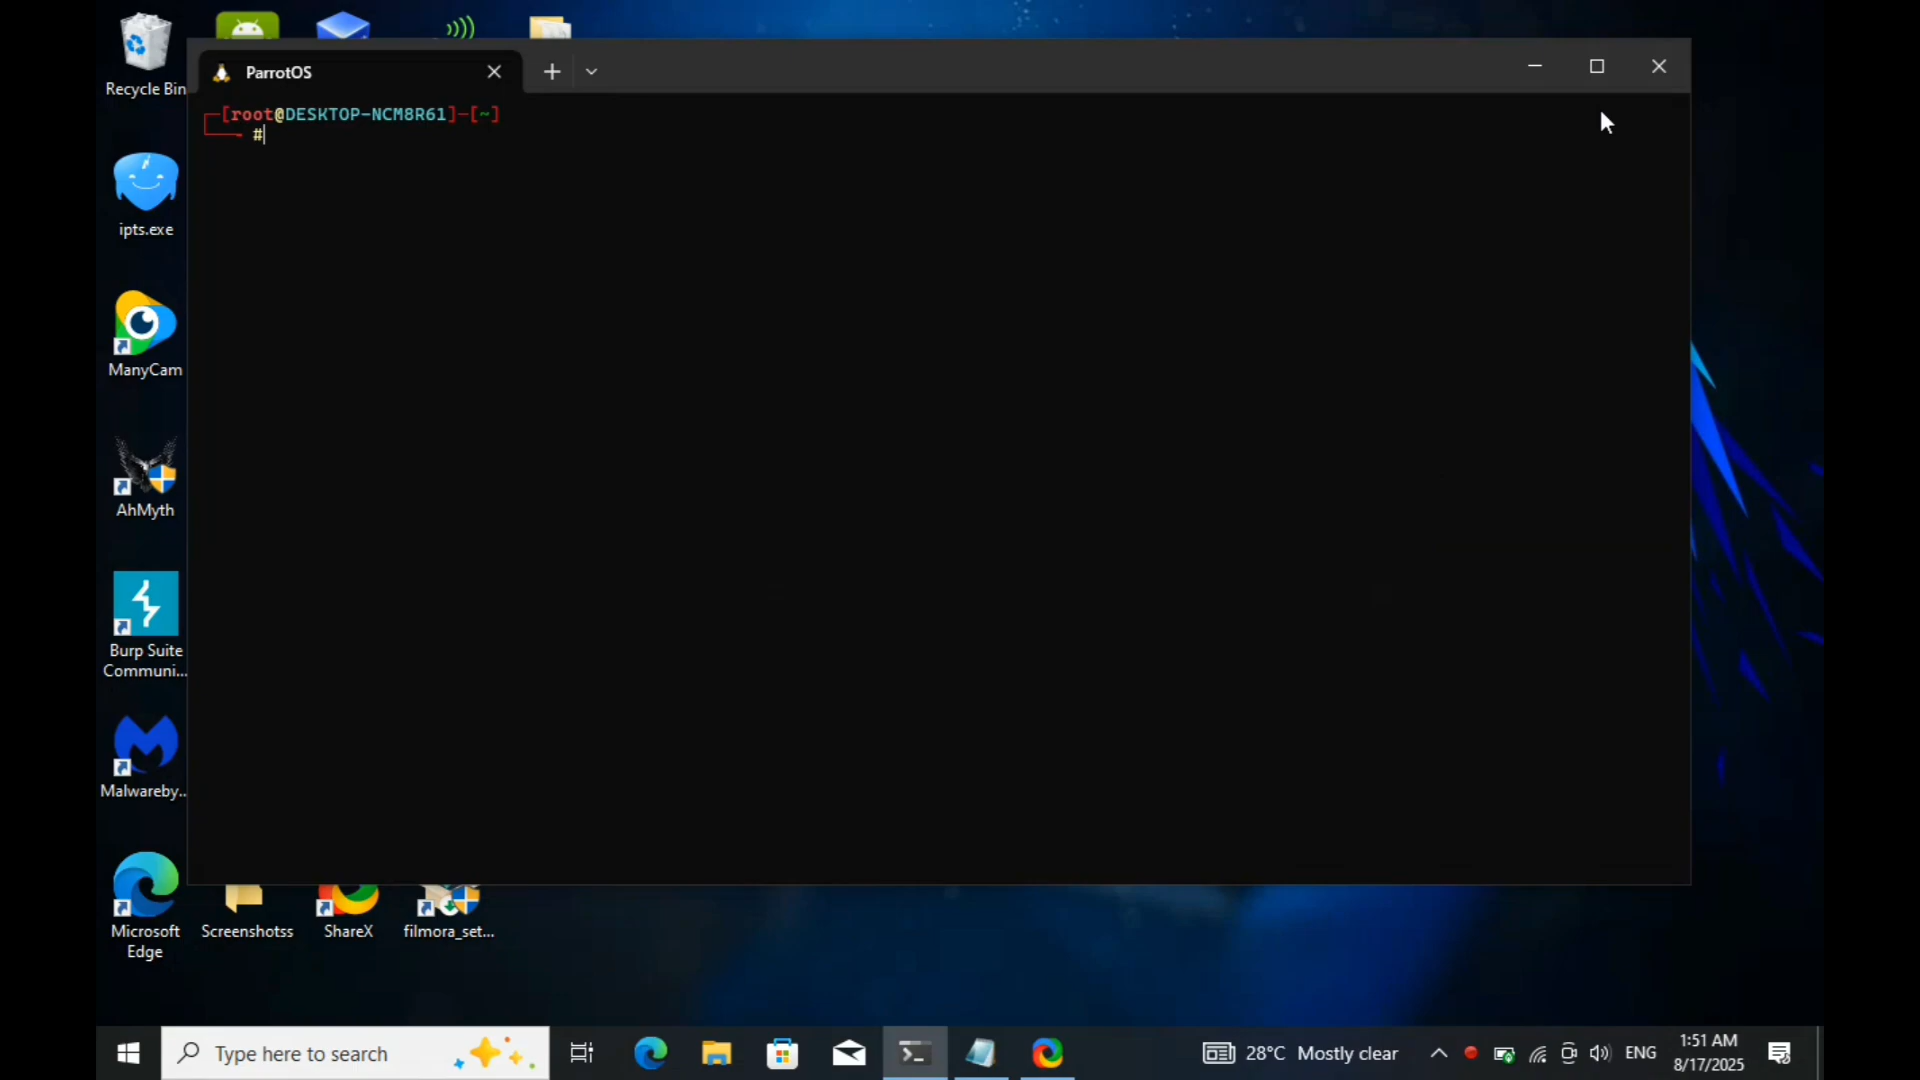 Recycle Bin
ParrotOS
┌─[root@DESKTOP-NCM8R61]─[~]
└──╼ #
ipts.exe
ManyCam
AhMyth
Burp Suite
Communi...
Malwareby...
Microsoft
Edge
Screenshotss
ShareX
filmora_set...
Type here to search
28°C Mostly clear
ENG
1:51 AM
8/17/2025